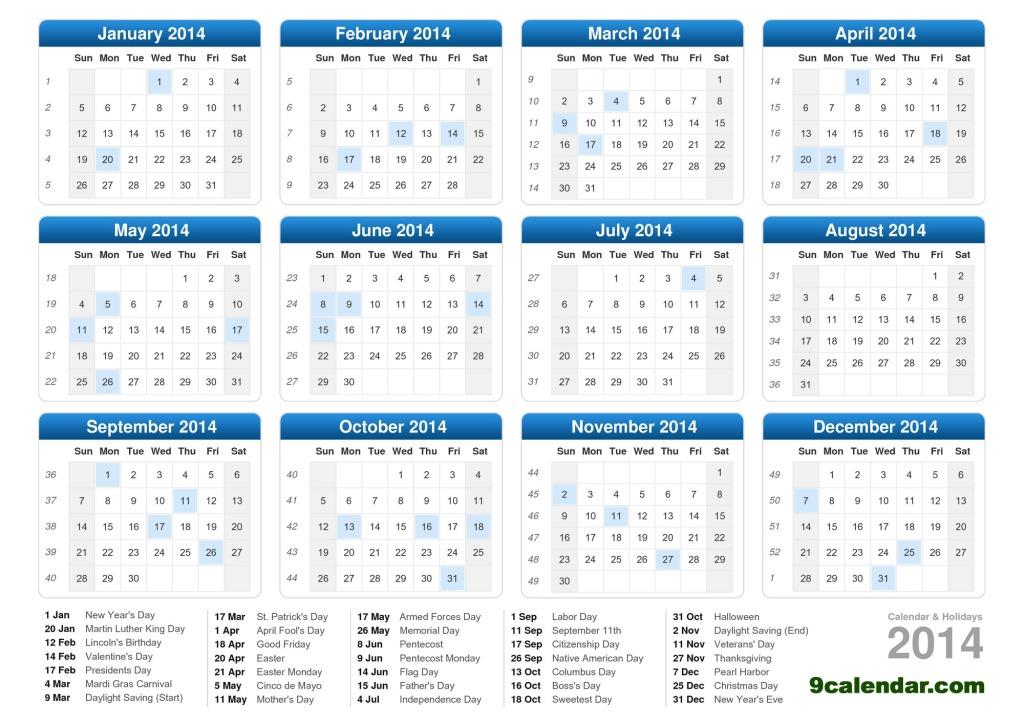 January 2014
Sun Mon Tue Wed Thu Fri Sat
1 1 2 3 4
2 5 6 7 8 9 10 11
3 12 13 14 15 16 17 18
4 19 20 21 22 23 24 25
5 26 27 28 29 30 31
February 2014
Sun Mon Tue Wed Thu Fri Sat
5 1
6 2 3 4 5 6 7 8
7 9 10 11 12 13 14 15
8 16 17 18 19 20 21 22
9 23 24 25 26 27 28
March 2014
Sun Mon Tue Wed Thu Fri Sat
9 1
10 2 3 4 5 6 7 8
11 9 10 11 12 13 14 15
12 16 17 18 19 20 21 22
13 23 24 25 26 27 28 29
14 30 31
April 2014
Sun Mon Tue Wed Thu Fri Sat
14 1 2 3 4 5
15 6 7 8 9 10 11 12
16 13 14 15 16 17 18 19
17 20 21 22 23 24 25 26
18 27 28 29 30
May 2014
Sun Mon Tue Wed Thu Fri Sat
18 1 2 3
19 4 5 6 7 8 9 10
20 11 12 13 14 15 16 17
21 18 19 20 21 22 23 24
22 25 26 27 28 29 30 31
June 2014
Sun Mon Tue Wed Thu Fri Sat
23 1 2 3 4 5 6 7
24 8 9 10 11 12 13 14
25 15 16 17 18 19 20 21
26 22 23 24 25 26 27 28
27 29 30
July 2014
Sun Mon Tue Wed Thu Fri Sat
27 1 2 3 4 5
28 6 7 8 9 10 11 12
29 13 14 15 16 17 18 19
30 20 21 22 23 24 25 26
31 27 28 29 30 31
August 2014
Sun Mon Tue Wed Thu Fri Sat
31 1 2
32 3 4 5 6 7 8 9
33 10 11 12 13 14 15 16
34 17 18 19 20 21 22 23
35 24 25 26 27 28 29 30
36 31
September 2014
Sun Mon Tue Wed Thu Fri Sat
36 1 2 3 4 5 6
37 7 8 9 10 11 12 13
38 14 15 16 17 18 19 20
39 21 22 23 24 25 26 27
40 28 29 30
October 2014
Sun Mon Tue Wed Thu Fri Sat
40 1 2 3 4
41 5 6 7 8 9 10 11
42 12 13 14 15 16 17 18
43 19 20 21 22 23 24 25
44 26 27 28 29 30 31
November 2014
Sun Mon Tue Wed Thu Fri Sat
44 1
45 2 3 4 5 6 7 8
46 9 10 11 12 13 14 15
47 16 17 18 19 20 21 22
48 23 24 25 26 27 28 29
49 30
December 2014
Sun Mon Tue Wed Thu Fri Sat
49 1 2 3 4 5 6
50 7 8 9 10 11 12 13
51 14 15 16 17 18 19 20
52 21 22 23 24 25 26 27
1 28 29 30 31
1 Jan New Year's Day
20 Jan Martin Luther King Day
12 Feb Lincoln's Birthday
14 Feb Valentine's Day
17 Feb Presidents Day
4 Mar Mardi Gras Carnival
9 Mar Daylight Saving (Start)
17 Mar St. Patrick's Day
1 Apr April Fool's Day
18 Apr Good Friday
20 Apr Easter
21 Apr Easter Monday
5 May Cinco de Mayo
11 May Mother's Day
17 May Armed Forces Day
26 May Memorial Day
8 Jun Pentecost
9 Jun Pentecost Monday
14 Jun Flag Day
15 Jun Father's Day
4 Jul Independence Day
1 Sep Labor Day
11 Sep September 11th
17 Sep Citizenship Day
26 Sep Native American Day
13 Oct Columbus Day
16 Oct Boss's Day
18 Oct Sweetest Day
31 Oct Halloween
2 Nov Daylight Saving (End)
11 Nov Veterans' Day
27 Nov Thanksgiving
7 Dec Pearl Harbor
25 Dec Christmas Day
31 Dec New Year's Eve
Calendar & Holidays
2014
9calendar.com